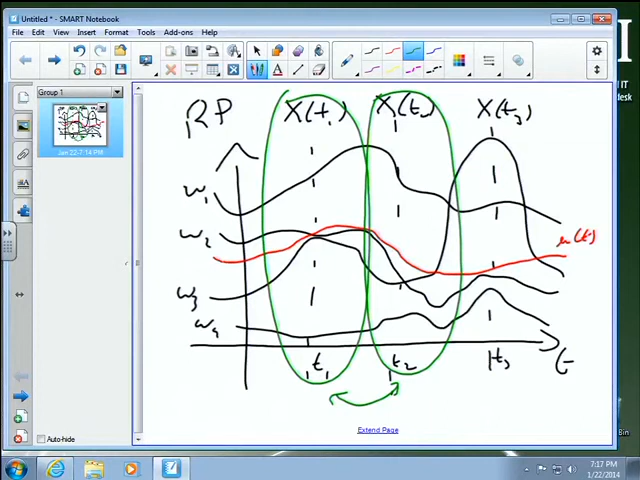 Untitled * - SMART Notebook
File Edit View Insert Format Tools Add-ons Help
Group 1
Jan 22-7:14 PM
Auto-hide
RP X(t₁) X(t₂) X(t₃)
w₁
w₂ μ(t)
w₃
w₄
t₁ t₂ t₃ t
Extend Page
7:17 PM
1/22/2014